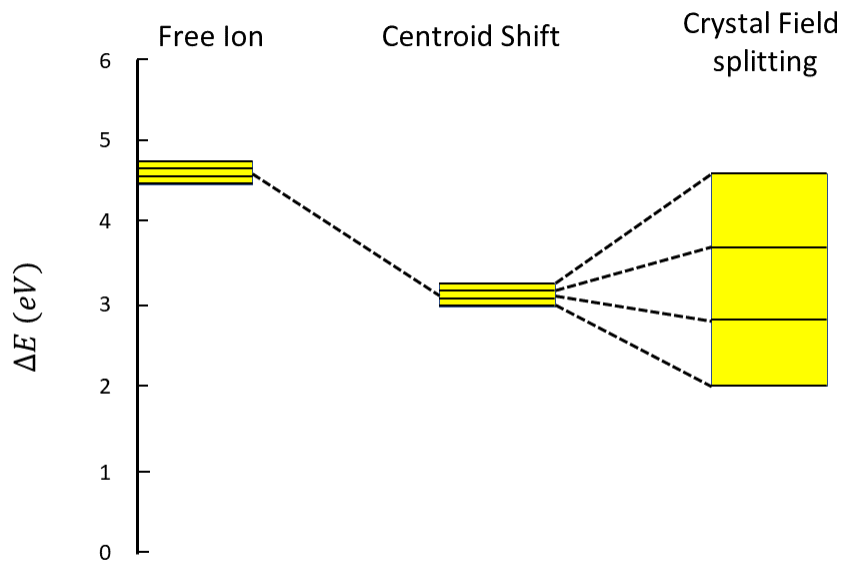 Free Ion
Centroid Shift
Crystal Field
splitting
6
5
4
3
2
1
0
ΔE (eV)